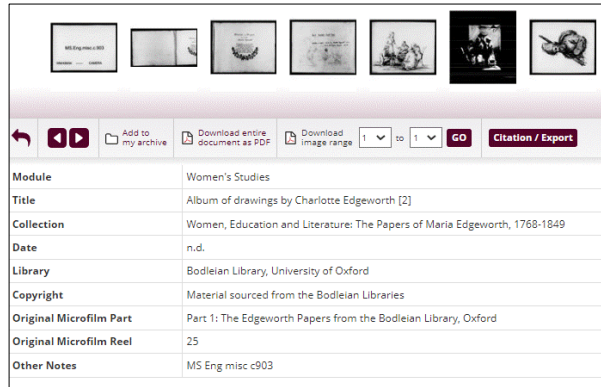 MS Eng misc c903
Add to
my archive
Download entire
document as PDF
Download
image range
1
to
1
GO
Citation / Export
Module Women's Studies
Title Album of drawings by Charlotte Edgeworth [2]
Collection Women, Education and Literature: The Papers of Maria Edgeworth, 1768-1849
Date n.d.
Library Bodleian Library, University of Oxford
Copyright Material sourced from the Bodleian Libraries
Original Microfilm Part Part 1: The Edgeworth Papers from the Bodleian Library, Oxford
Original Microfilm Reel 25
Other Notes MS Eng misc c903